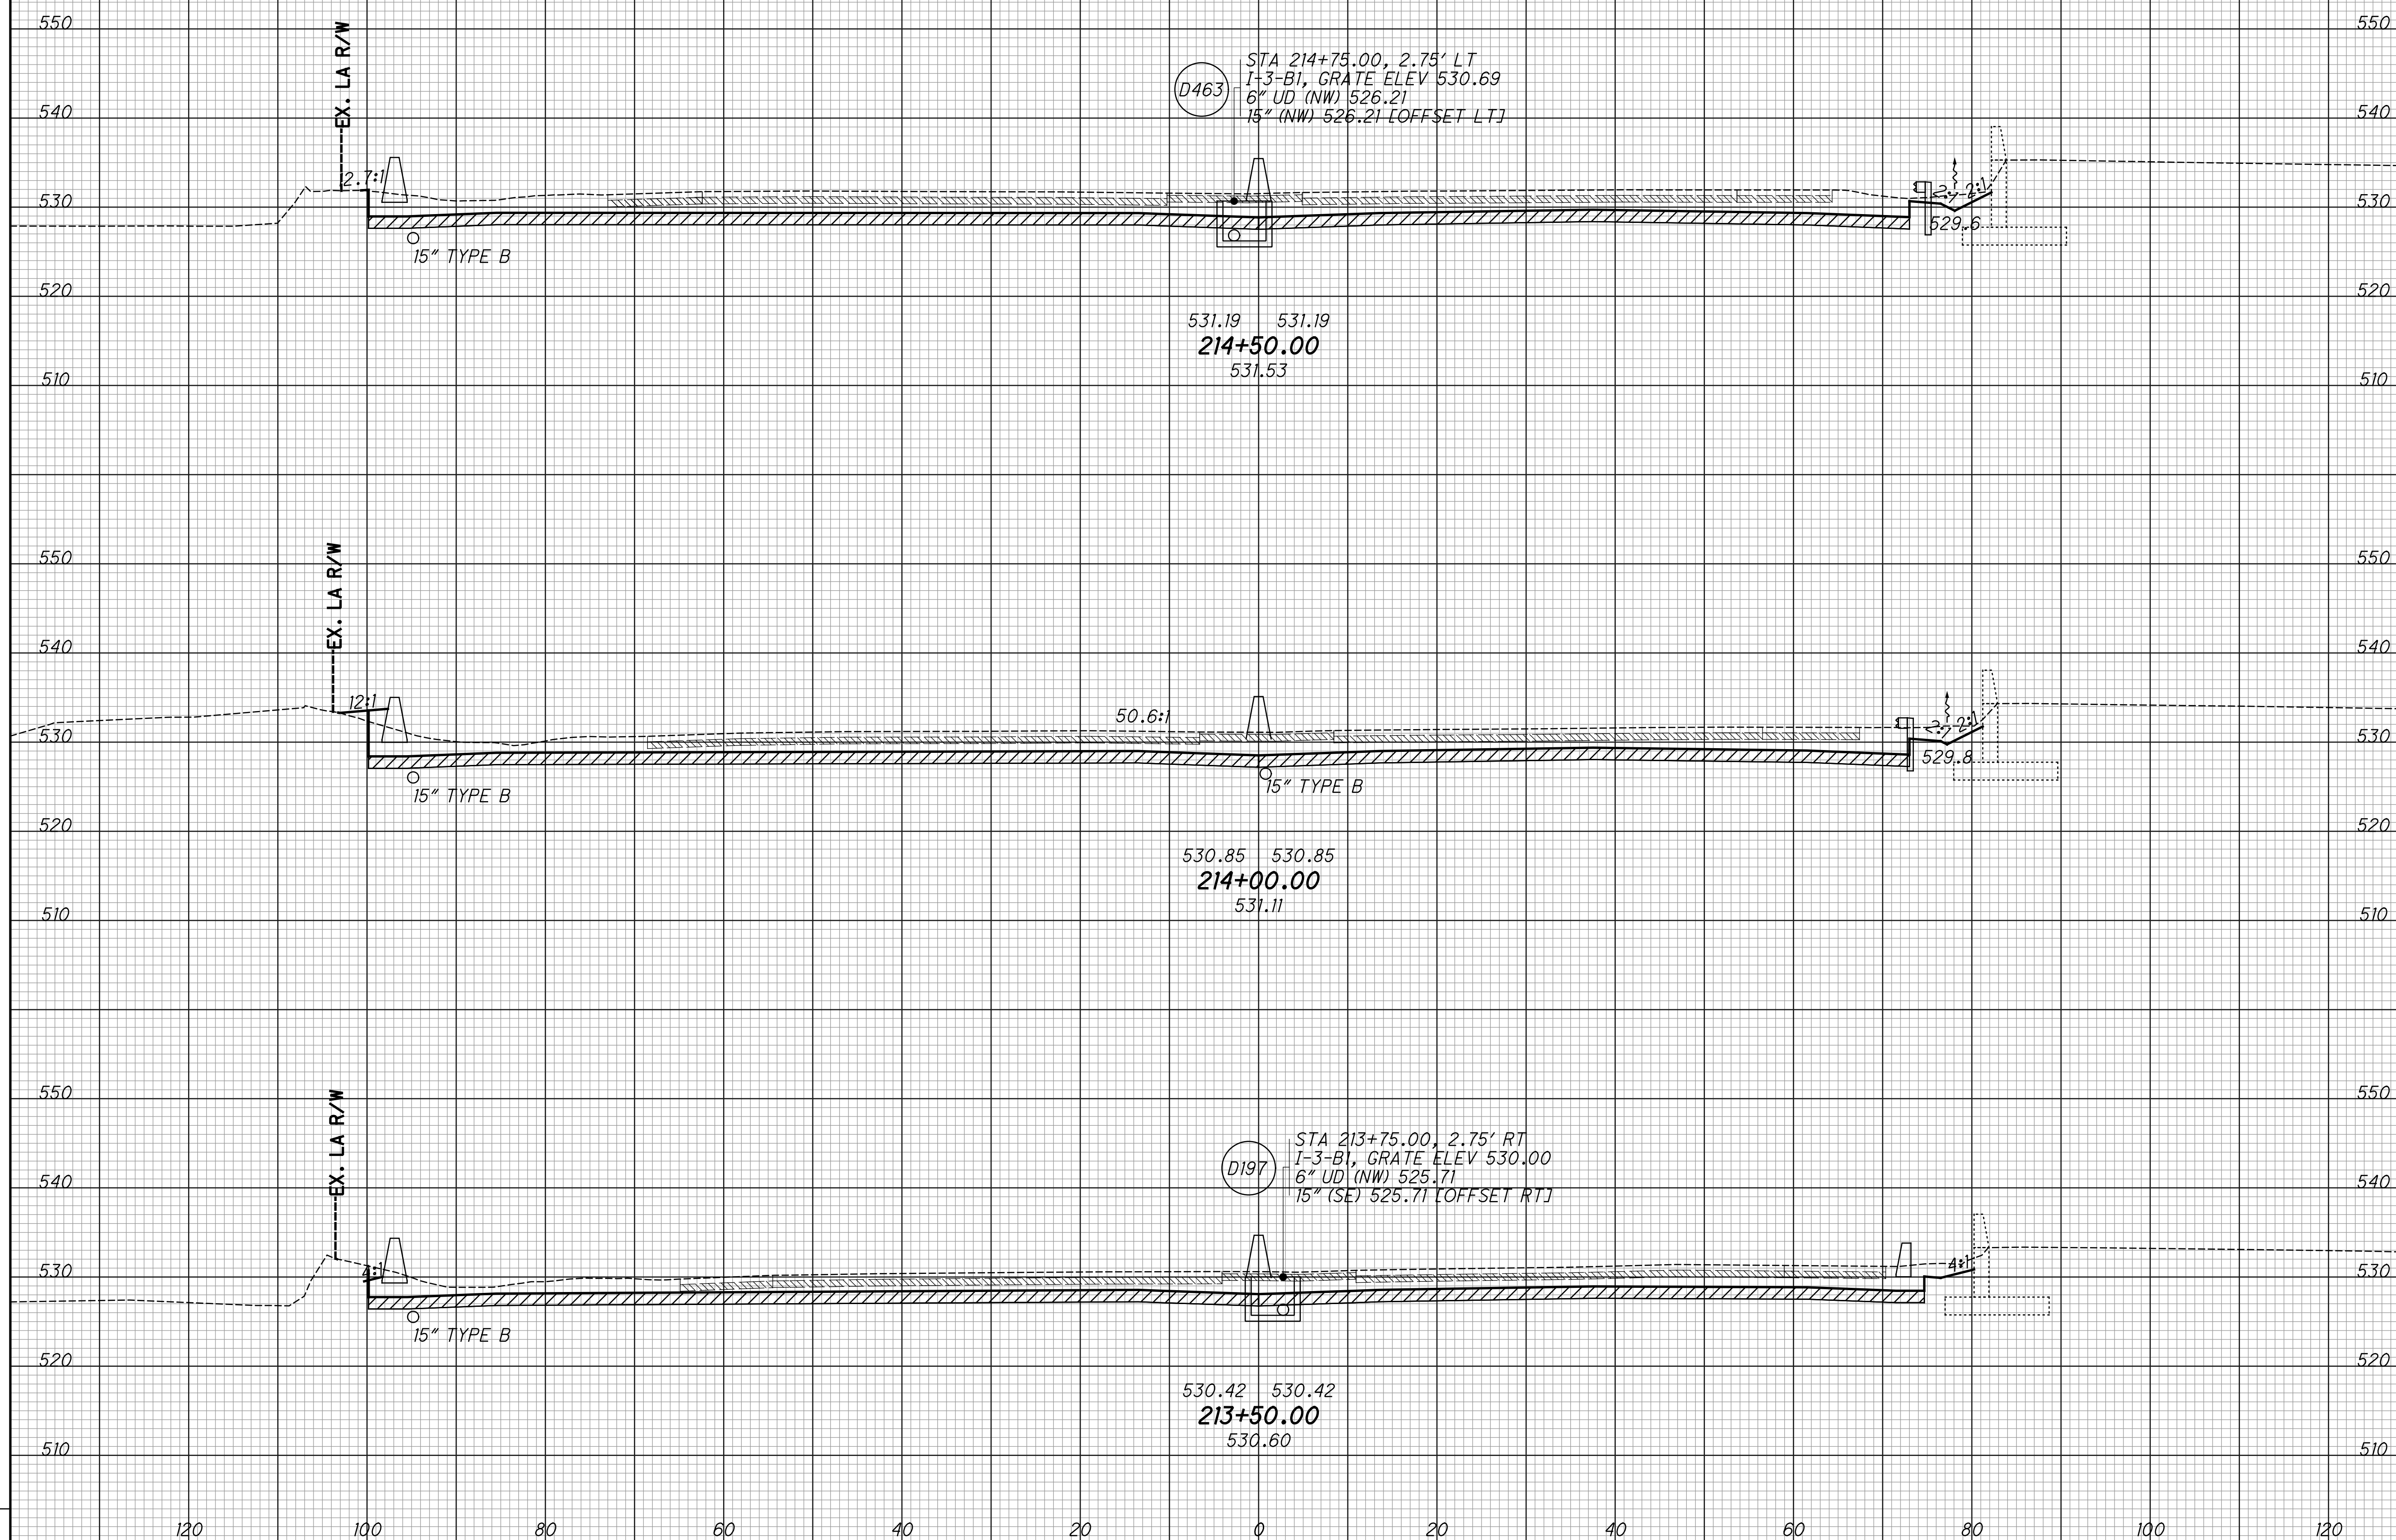 550
550
EX. LA R/W
D463
STA 214+75.00, 2.75' LT
I-3-B1, GRATE ELEV 530.69
6" UD (NW) 526.21
15" (NW) 526.21 [OFFSET LT]
540
540
2.7:1
2:1
530
530
529.6
15" TYPE B
520
520
531.19 531.19
214+50.00
531.53
510
510
550
550
EX. LA R/W
540
540
12:1
50.6:1
2:1
530
530
529.8
15" TYPE B
15" TYPE B
520
520
530.85 530.85
214+00.00
531.11
510
510
550
550
EX. LA R/W
D197
STA 213+75.00, 2.75' RT
I-3-B1, GRATE ELEV 530.00
6" UD (NW) 525.71
15" (SE) 525.71 [OFFSET RT]
540
540
4:1
4:1
530
530
15" TYPE B
520
520
530.42 530.42
213+50.00
530.60
510
510
120 100 80 60 40 20 0 20 40 60 80 100 120